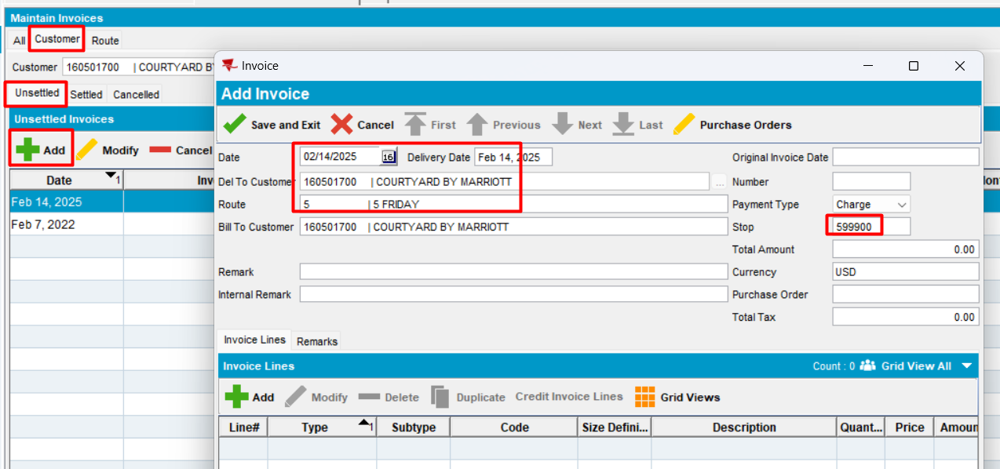 Maintain Invoices
All Customer Route
Customer 160501700 | COURTYARD B
Unsettled Settled Cancelled
Unsettled Invoices
Add Modify Cancel
Date 1
Feb 14, 2025
Feb 7, 2022
Invoice
Add Invoice
Save and Exit Cancel First Previous Next Last Purchase Orders
Date 02/14/2025 16 Delivery Date Feb 14, 2025 Original Invoice Date
Del To Customer 160501700 | COURTYARD BY MARRIOTT ... Number
Route 5 | 5 FRIDAY Payment Type Charge
Bill To Customer 160501700 | COURTYARD BY MARRIOTT Stop 599900
Total Amount 0.00
Remark Currency USD
Internal Remark Purchase Order
Total Tax 0.00
Invoice Lines Remarks
Invoice Lines Count : 0 Grid View All
Add Modify Delete Duplicate Credit Invoice Lines Grid Views
Line# Type 1 Subtype Code Size Defini... Description Quant... Price Amoun